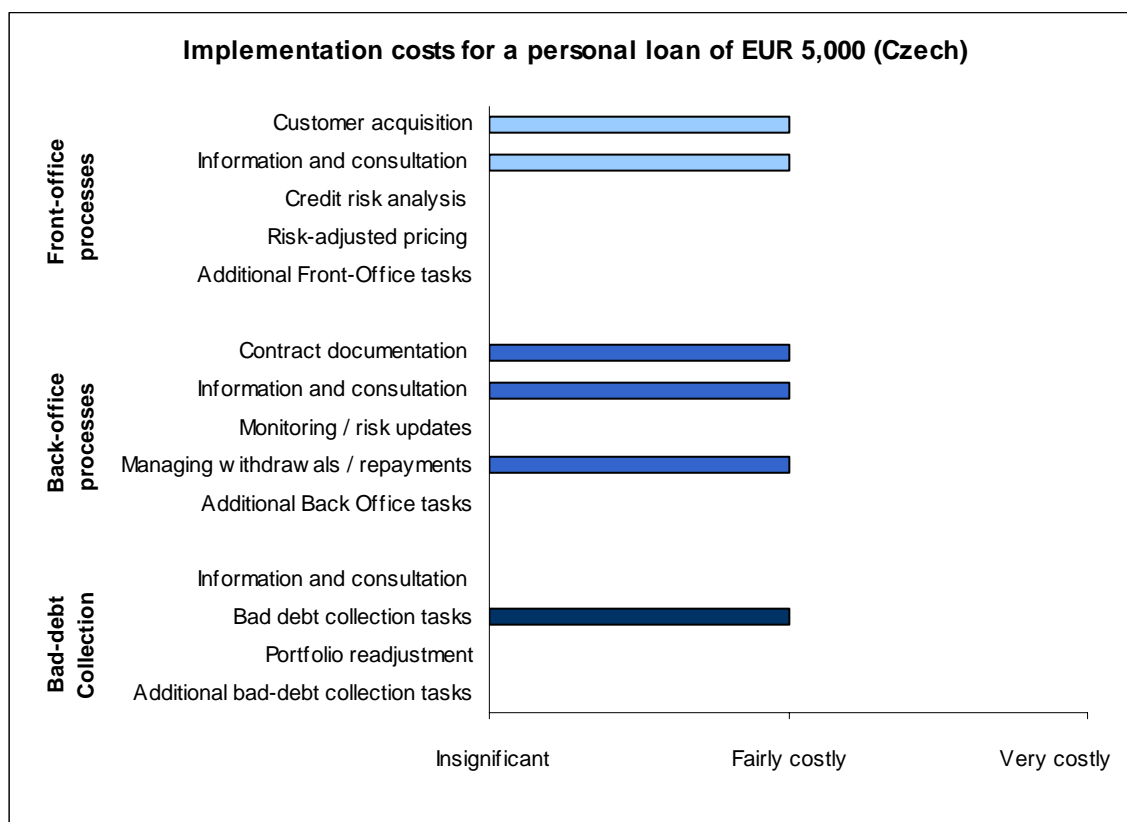 Implementation costs for a personal loan of EUR 5,000 (Czech)
Front-office
processes
Customer acquisition
Information and consultation
Credit risk analysis
Risk-adjusted pricing
Additional Front-Office tasks
Back-office
processes
Contract documentation
Information and consultation
Monitoring / risk updates
Managing withdrawals / repayments
Additional Back Office tasks
Bad-debt
Collection
Information and consultation
Bad debt collection tasks
Portfolio readjustment
Additional bad-debt collection tasks
Insignificant
Fairly costly
Very costly